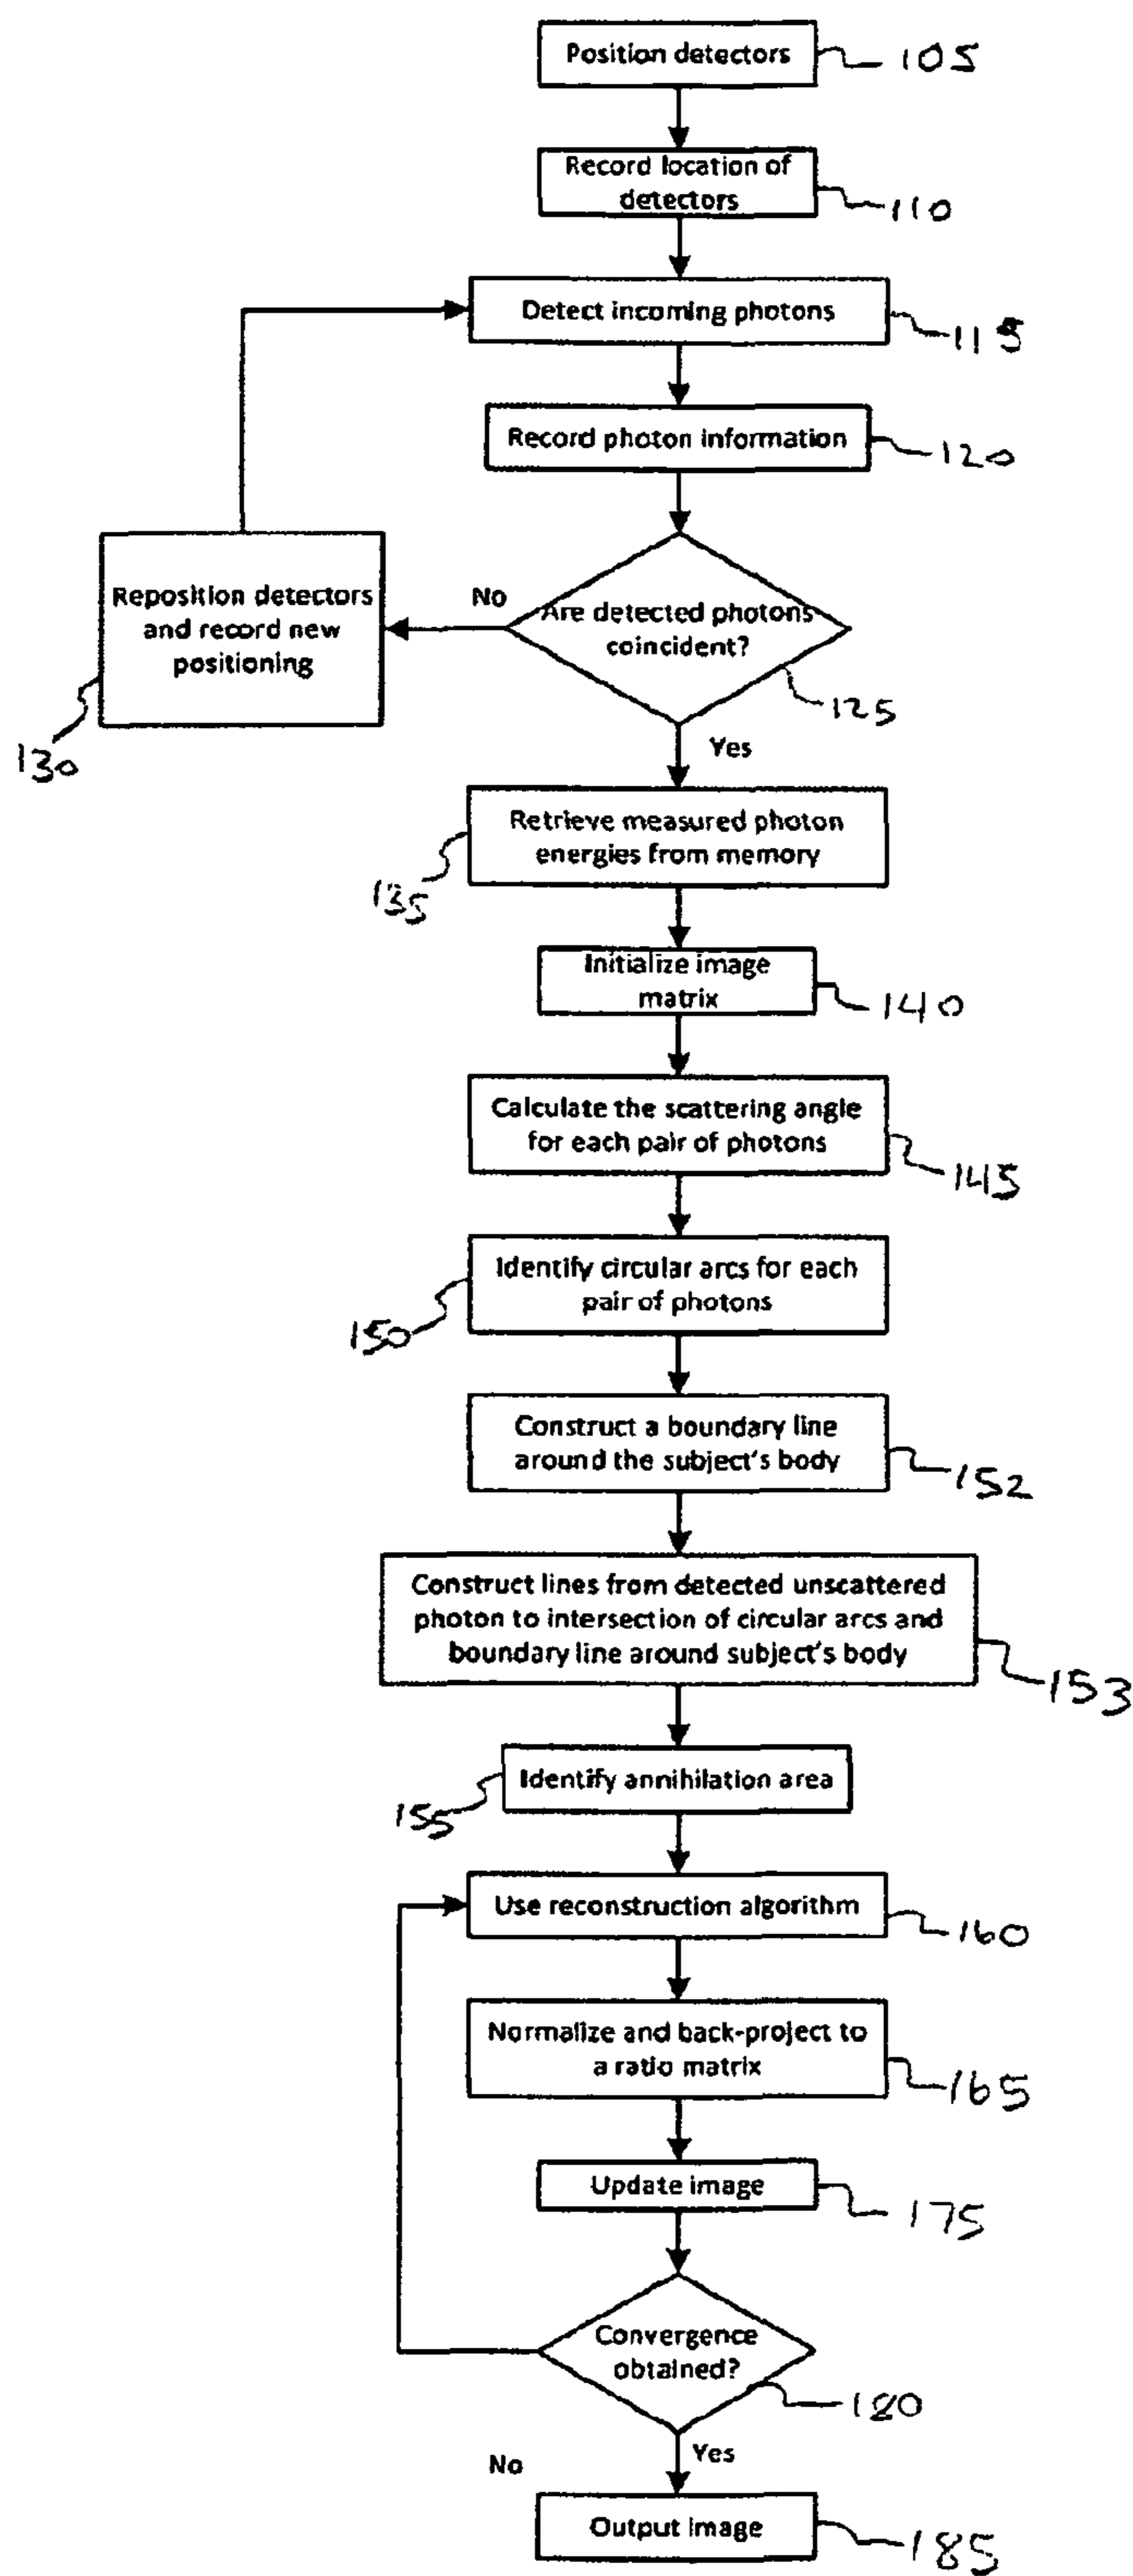 Position detectors
105
Record location of
detectors
110
Detect incoming photons
115
Record photon information
120
Are detected photons
coincident?
125
No
Reposition detectors
and record new
positioning
130
Yes
Retrieve measured photon
energies from memory
135
Initialize image
matrix
140
Calculate the scattering angle
for each pair of photons
145
Identify circular arcs for each
pair of photons
150
Construct a boundary line
around the subject's body
152
Construct lines from detected unscattered
photon to intersection of circular arcs and
boundary line around subject's body
153
Identify annihilation area
155
Use reconstruction algorithm
160
Normalize and back-project to
a ratio matrix
165
Update image
175
Convergence
obtained?
180
Yes
No
Output image
185